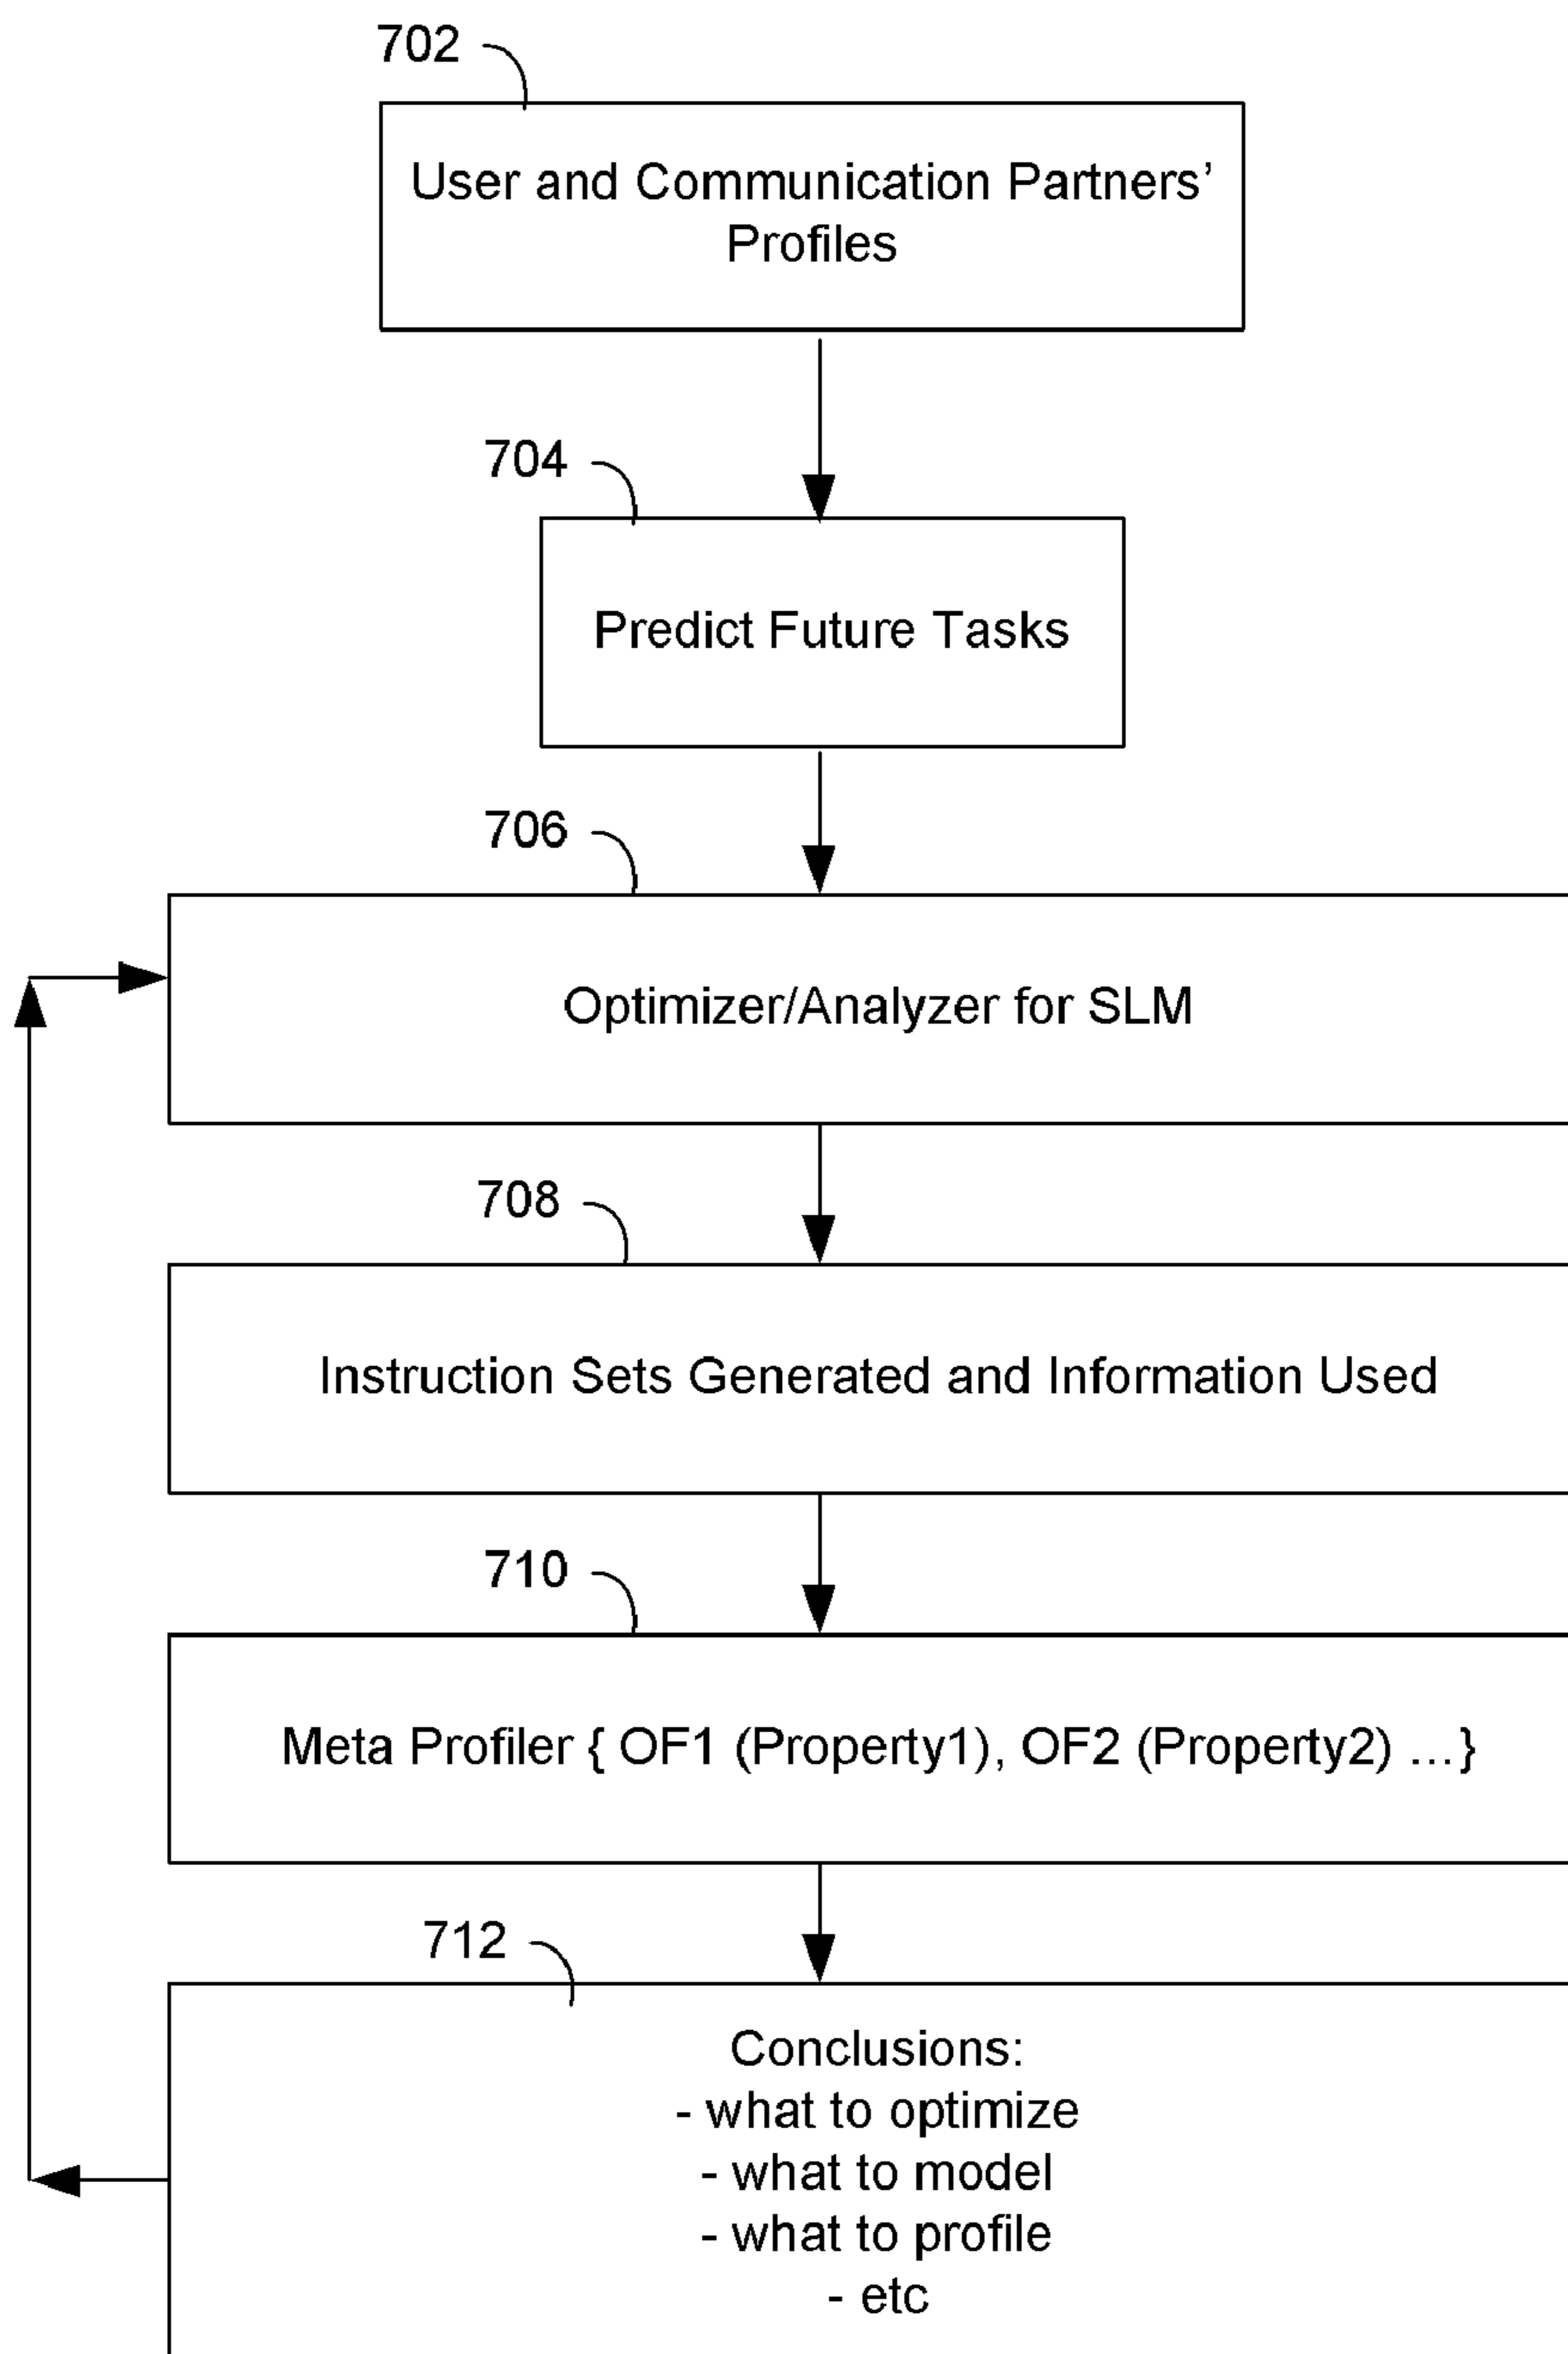 702
User and Communication Partners’
Profiles
704
Predict Future Tasks
706
Optimizer/Analyzer for SLM
708
Instruction Sets Generated and Information Used
710
Meta Profiler { OF1 (Property1), OF2 (Property2) ...}
712
Conclusions:
- what to optimize
- what to model
- what to profile
- etc